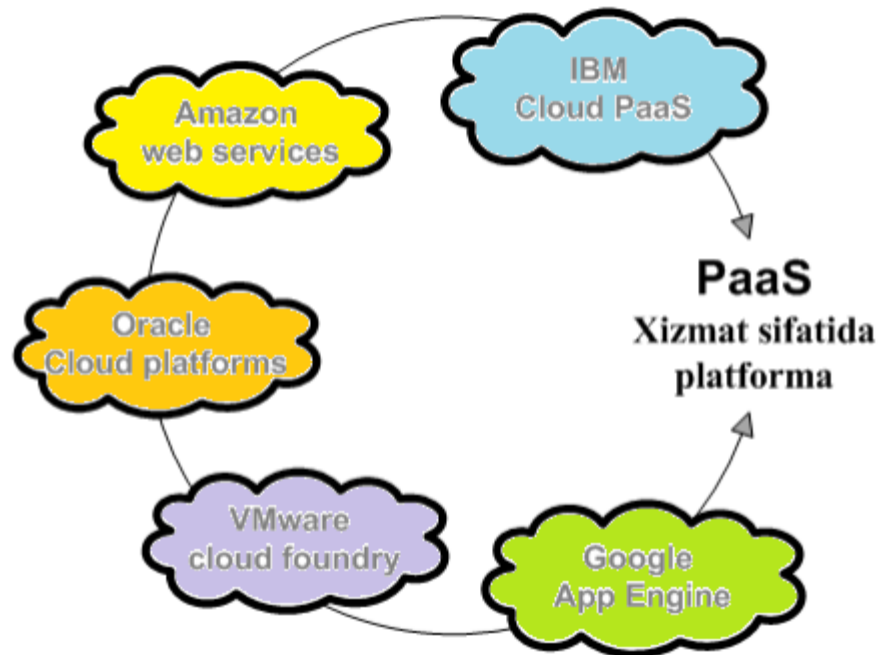 IBM
Cloud PaaS
Amazon
web services
PaaS
Xizmat sifatida
platforma
Oracle
Cloud platforms
VMware
cloud foundry
Google
App Engine